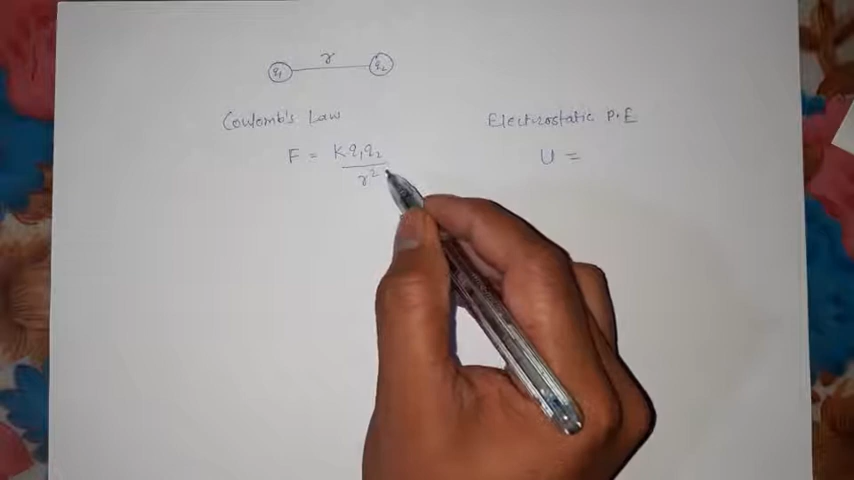 r
q₁ q₂
Coulomb's Law Electrostatic P.E
F = Kq₁q₂ U =
r²